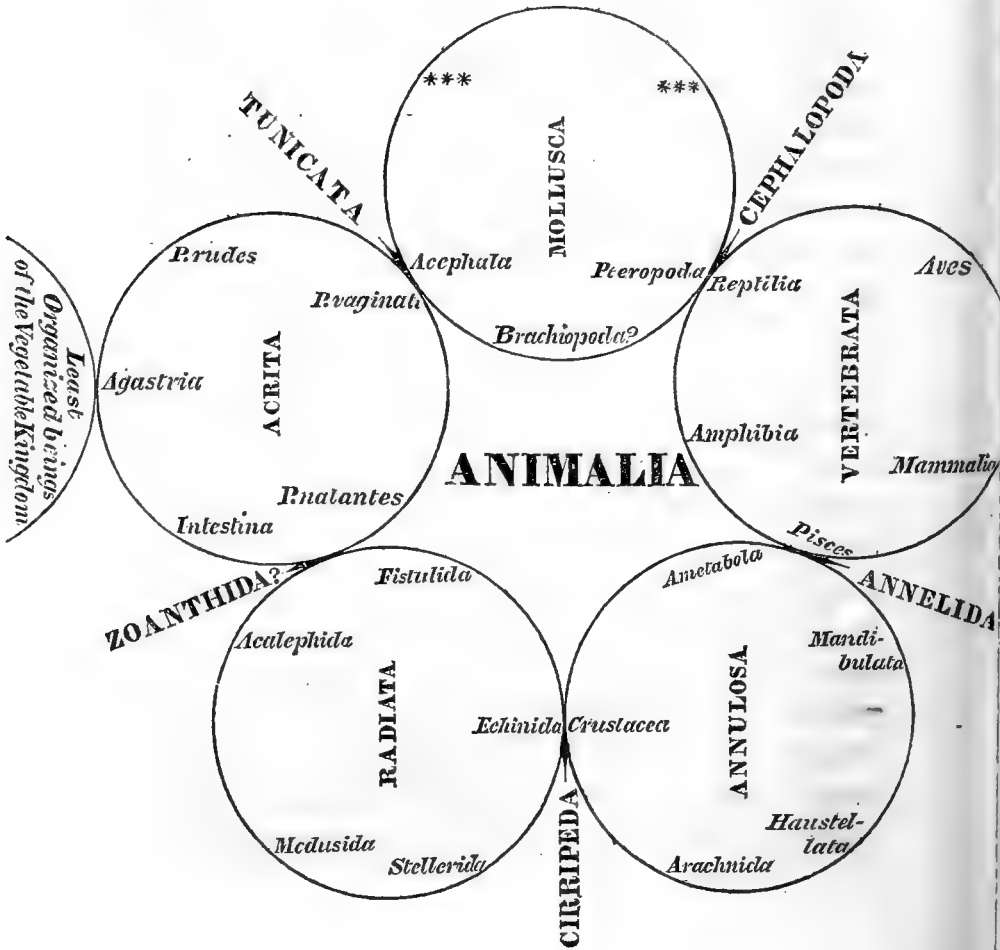 ***
***
MOLLUSCA
Acephala
Pteropoda
Brachiopoda?
TUNICATA
CEPHALOPODA
P.rudes
P.vaginati
Agastria
ACRITA
P.natantes
Intestina
Least
Organized beings
of the Vegetable Kingdom.
Reptilia
Aves
VERTEBRATA
Amphibia
Mammalia
Pisces
ANIMALIA
ZOANTHIDA?
ANNELIDA
Fistulida
Acalephida
RADIATA
Echinida
Medusida
Stellerida
Ametabola
Mandi-
bulata
ANNULOSA
Crustacea
Haustel-
lata
Arachnida
CIRRIPEDA